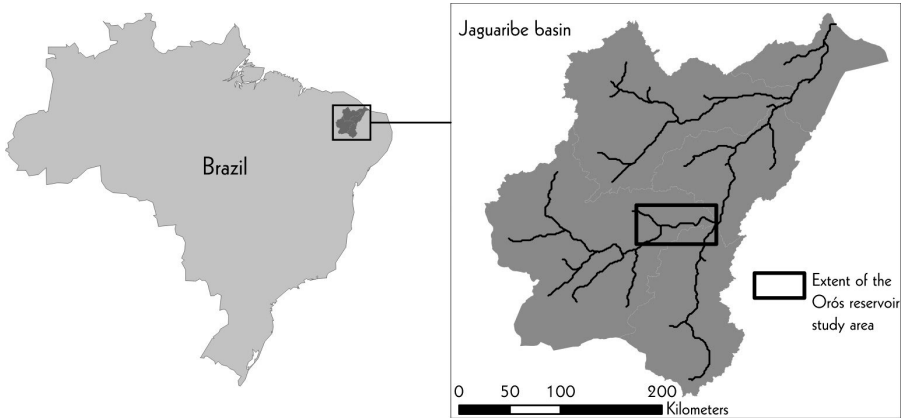 Brazil
Jaguaribe basin
Extent of the
Orós reservoir
study area
0 50 100 200
Kilometers